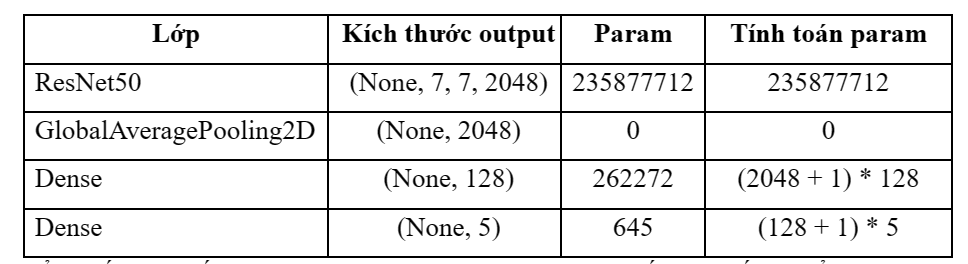 Lớp Kích thước output Param Tính toán param
ResNet50 (None, 7, 7, 2048) 235877712 235877712
GlobalAveragePooling2D (None, 2048) 0 0
Dense (None, 128) 262272 (2048 + 1) * 128
Dense (None, 5) 645 (128 + 1) * 5